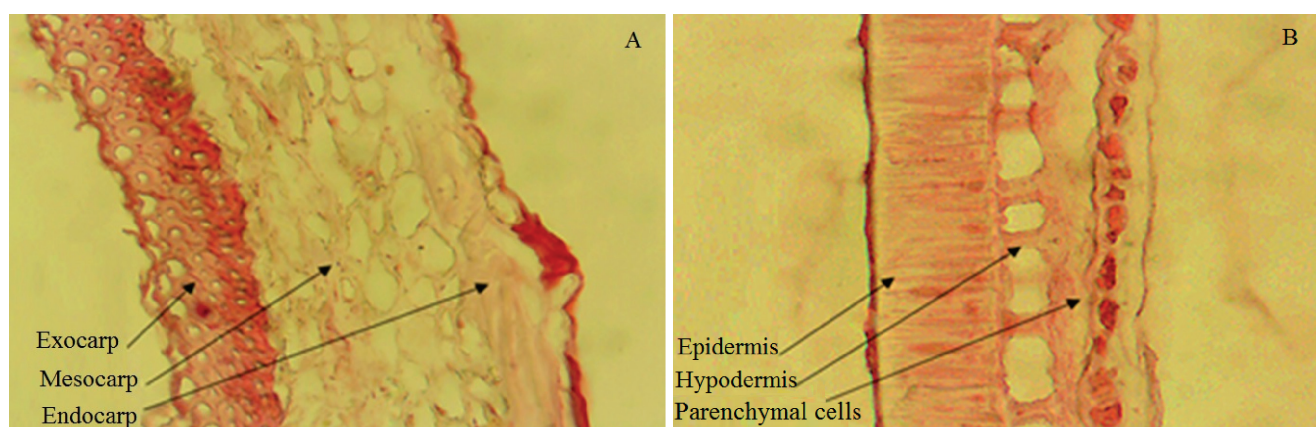 A
Exocarp
Mesocarp
Endocarp
B
Epidermis
Hypodermis
Parenchymal cells